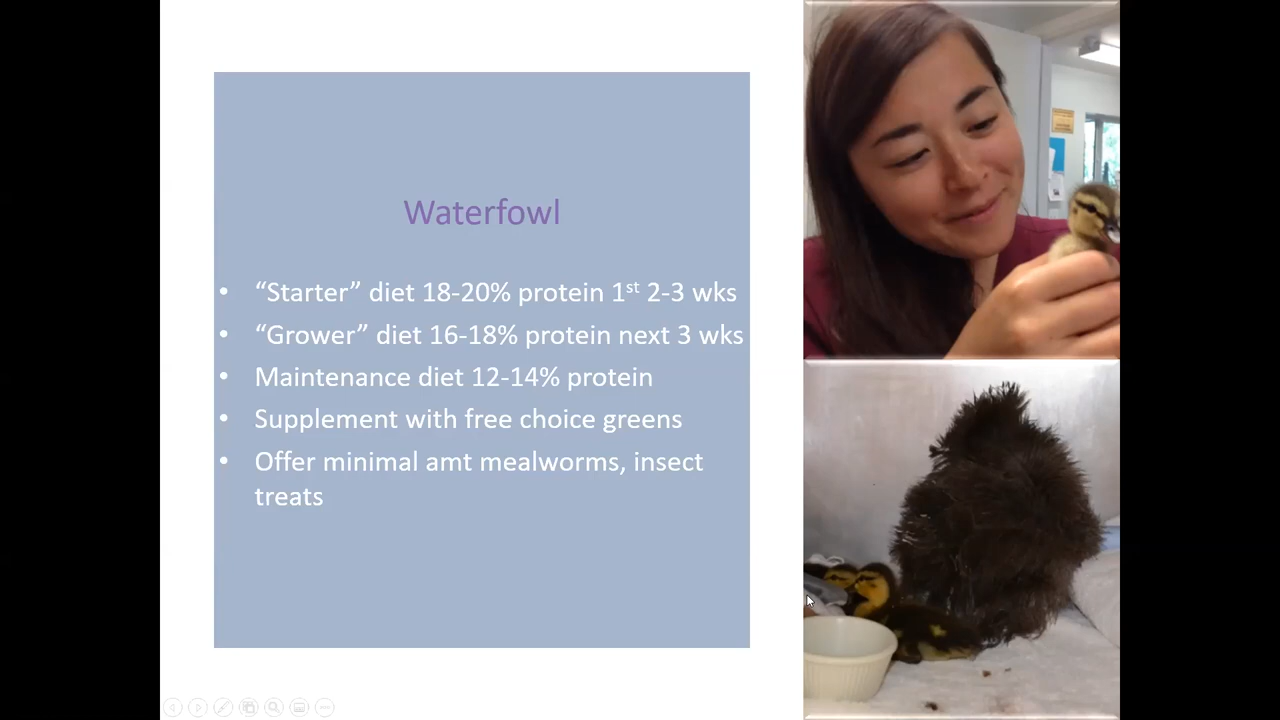 Waterfowl
• “Starter” diet 18-20% protein 1st 2-3 wks
• “Grower” diet 16-18% protein next 3 wks
• Maintenance diet 12-14% protein
• Supplement with free choice greens
• Offer minimal amt mealworms, insect
treats